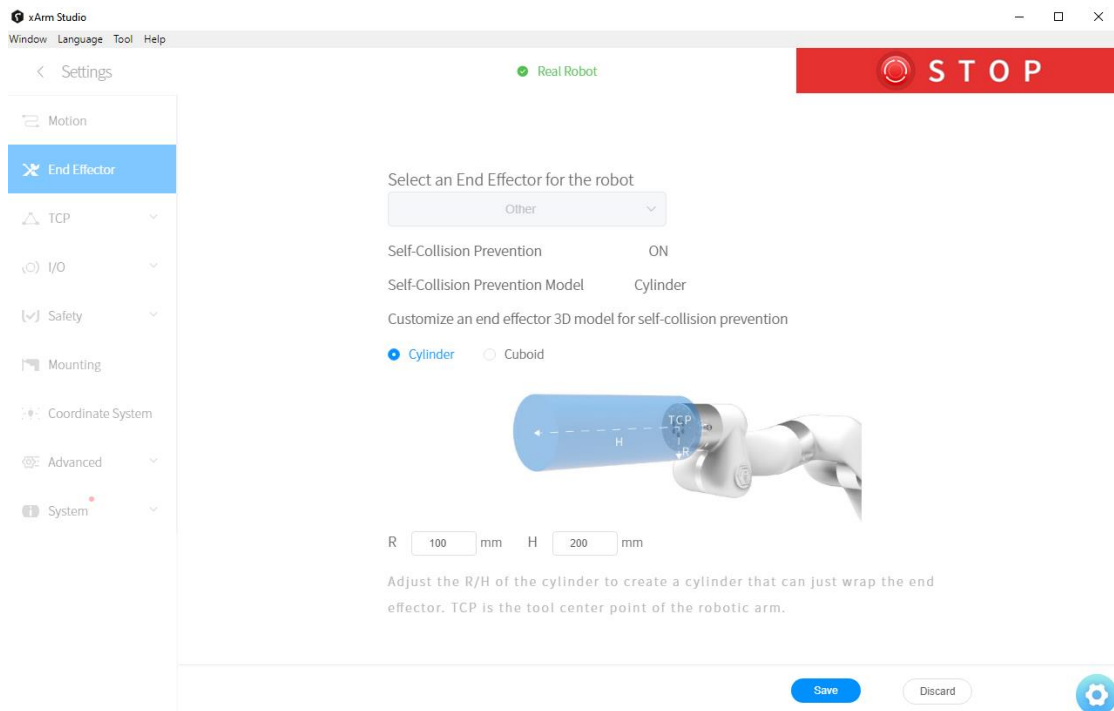 xArm Studio
Window Language Tool Help
Settings
Real Robot
STOP
Motion
End Effector
TCP
I/O
Safety
Mounting
Coordinate System
Advanced
System
Select an End Effector for the robot
Other
Self-Collision Prevention ON
Self-Collision Prevention Model Cylinder
Customize an end effector 3D model for self-collision prevention
Cylinder Cuboid
TCP
H
R
R 100 mm H 200 mm
Adjust the R/H of the cylinder to create a cylinder that can just wrap the end
effector. TCP is the tool center point of the robotic arm.
Save Discard